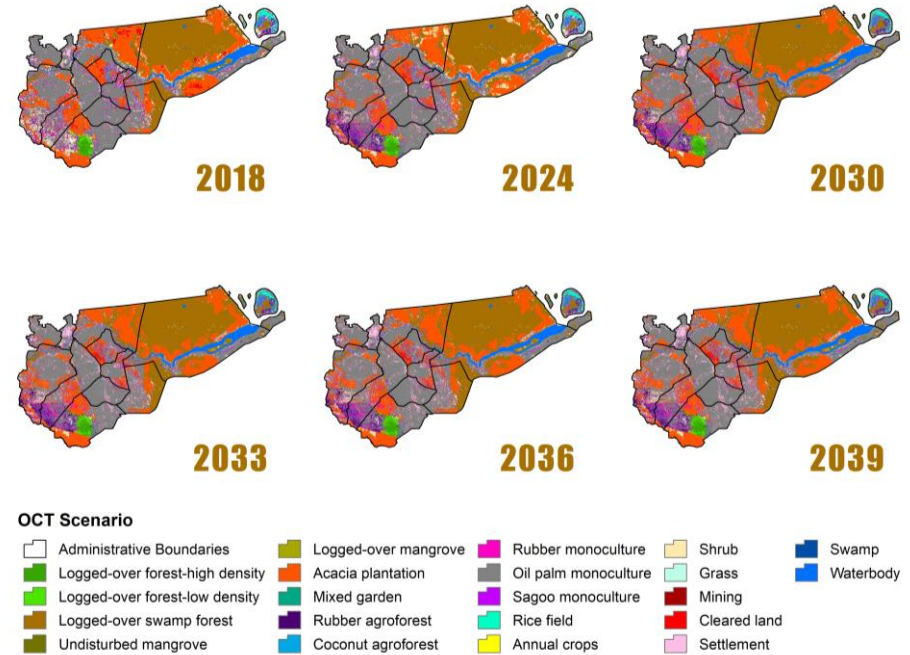 2018
2024
2030
2033
2036
2039
OCT Scenario
Administrative Boundaries
Logged-over forest-high density
Logged-over forest-low density
Logged-over swamp forest
Undisturbed mangrove
Logged-over mangrove
Acacia plantation
Mixed garden
Rubber agroforest
Coconut agroforest
Rubber monoculture
Oil palm monoculture
Sagoo monoculture
Rice field
Annual crops
Shrub
Grass
Mining
Cleared land
Settlement
Swamp
Waterbody